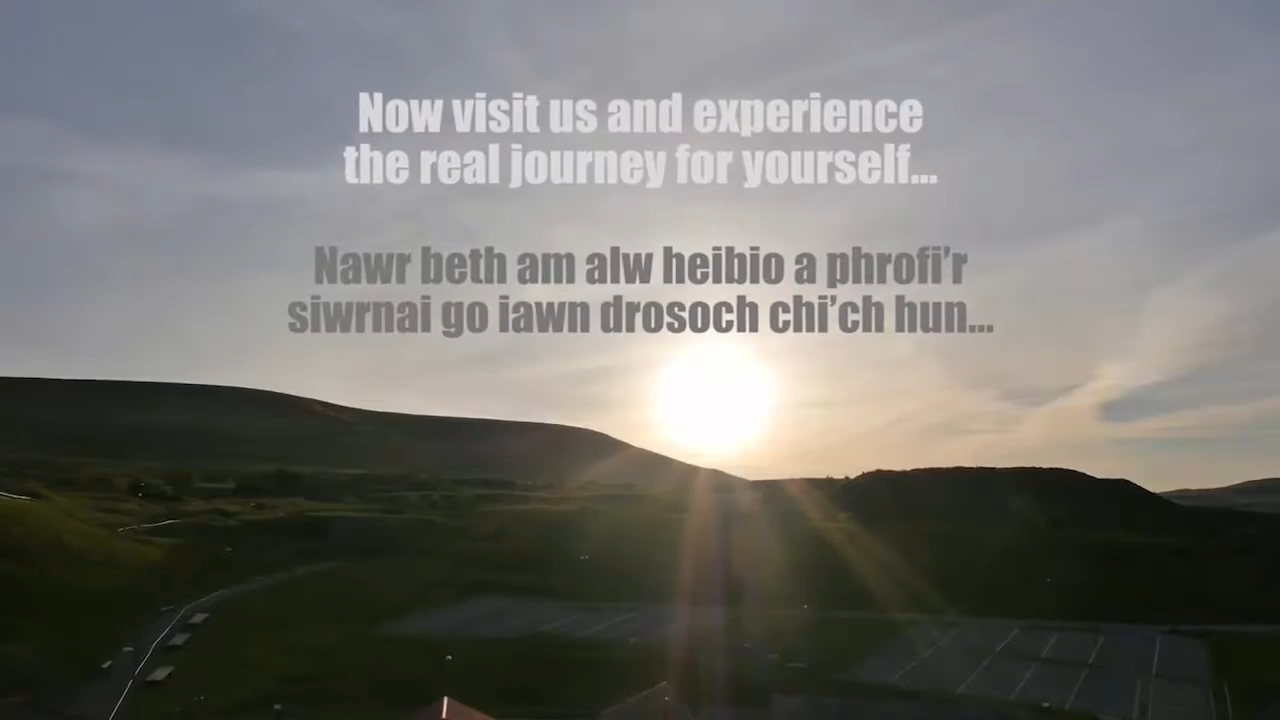 Now visit us and experience
the real journey for yourself...
Nawr beth am alw heibio a phrofi’r
siwrnai go iawn drosoch chi’ch hun...